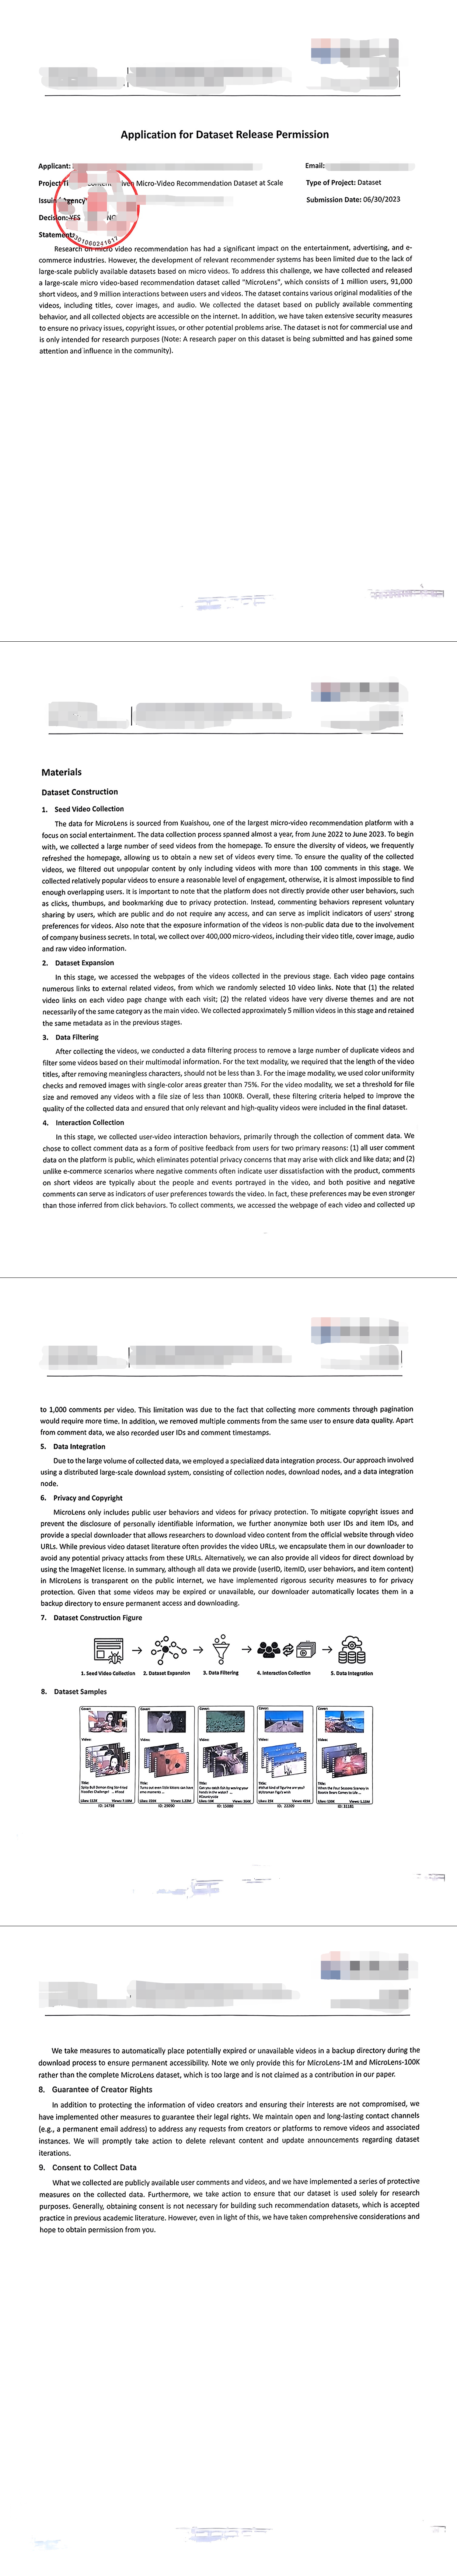 Application for Dataset Release Permission
Applicant:
Email:
Project Ti Content Driven Micro-Video Recommendation Dataset at Scale
Type of Project: Dataset
Issuing Agency
Submission Date: 06/30/2023
Decision: YES NO
Statement:
Research on micro video recommendation has had a significant impact on the entertainment, advertising, and e-
commerce industries. However, the development of relevant recommender systems has been limited due to the lack of
large-scale publicly available datasets based on micro videos. To address this challenge, we have collected and released
a large-scale micro video-based recommendation dataset called "MicroLens", which consists of 1 million users, 91,000
short videos, and 9 million interactions between users and videos. The dataset contains various original modalities of the
videos, including titles, cover images, and audio. We collected the dataset based on publicly available commenting
behavior, and all collected objects are accessible on the internet. In addition, we have taken extensive security measures
to ensure no privacy issues, copyright issues, or other potential problems arise. The dataset is not for commercial use and
is only intended for research purposes (Note: A research paper on this dataset is being submitted and has gained some
attention and influence in the community).
Materials
Dataset Construction
1. Seed Video Collection
The data for MicroLens is sourced from Kuaishou, one of the largest micro-video recommendation platform with a
focus on social entertainment. The data collection process spanned almost a year, from June 2022 to June 2023. To begin
with, we collected a large number of seed videos from the homepage. To ensure the diversity of videos, we frequently
refreshed the homepage, allowing us to obtain a new set of videos every time. To ensure the quality of the collected
videos, we filtered out unpopular content by only including videos with more than 100 comments in this stage. We
collected relatively popular videos to ensure a reasonable level of engagement, otherwise, it is almost impossible to find
enough overlapping users. It is important to note that the platform does not directly provide other user behaviors, such
as clicks, thumbups, and bookmarking due to privacy protection. Instead, commenting behaviors represent voluntary
sharing by users, which are public and do not require any access, and can serve as implicit indicators of users' strong
preferences for videos. Also note that the exposure information of the videos is non-public data due to the involvement
of company business secrets. In total, we collect over 400,000 micro-videos, including their video title, cover image, audio
and raw video information.
2. Dataset Expansion
In this stage, we accessed the webpages of the videos collected in the previous stage. Each video page contains
numerous links to external related videos, from which we randomly selected 10 video links. Note that (1) the related
video links on each video page change with each visit; (2) the related videos have very diverse themes and are not
necessarily of the same category as the main video. We collected approximately 5 million videos in this stage and retained
the same metadata as in the previous stages.
3. Data Filtering
After collecting the videos, we conducted a data filtering process to remove a large number of duplicate videos and
filter some videos based on their multimodal information. For the text modality, we required that the length of the video
titles, after removing meaningless characters, should not be less than 3. For the image modality, we used color uniformity
checks and removed images with single-color areas greater than 75%. For the video modality, we set a threshold for file
size and removed any videos with a file size of less than 100KB. Overall, these filtering criteria helped to improve the
quality of the collected data and ensured that only relevant and high-quality videos were included in the final dataset.
4. Interaction Collection
In this stage, we collected user-video interaction behaviors, primarily through the collection of comment data. We
chose to collect comment data as a form of positive feedback from users for two primary reasons: (1) all user comment
data on the platform is public, which eliminates potential privacy concerns that may arise with click and like data; and (2)
unlike e-commerce scenarios where negative comments often indicate user dissatisfaction with the product, comments
on short videos are typically about the people and events portrayed in the video, and both positive and negative
comments can serve as indicators of user preferences towards the video. In fact, these preferences may be even stronger
than those inferred from click behaviors. To collect comments, we accessed the webpage of each video and collected up
to 1,000 comments per video. This limitation was due to the fact that collecting more comments through pagination
would require more time. In addition, we removed multiple comments from the same user to ensure data quality. Apart
from comment data, we also recorded user IDs and comment timestamps.
5. Data Integration
Due to the large volume of collected data, we employed a specialized data integration process. Our approach involved
using a distributed large-scale download system, consisting of collection nodes, download nodes, and a data integration
node.
6. Privacy and Copyright
MicroLens only includes public user behaviors and videos for privacy protection. To mitigate copyright issues and
prevent the disclosure of personally identifiable information, we further anonymize both user IDs and item IDs, and
provide a special downloader that allows researchers to download video content from the official website through video
URLs. While previous video dataset literature often provides the video URLs, we encapsulate them in our downloader to
avoid any potential privacy attacks from these URLs. Alternatively, we can also provide all videos for direct download by
using the ImageNet license. In summary, although all data we provide (userID, itemID, user behaviors, and item content)
in MicroLens is transparent on the public internet, we have implemented rigorous security measures to for privacy
protection. Given that some videos may be expired or unavailable, our downloader automatically locates them in a
backup directory to ensure permanent access and downloading.
7. Dataset Construction Figure
1. Seed Video Collection 2. Dataset Expansion 3. Data Filtering 4. Interaction Collection 5. Data Integration
8. Dataset Samples
Cover: Cover: Cover: Cover: Cover:
Video: Video: Video: Video: Video:
Title: Title: Title: Title: Title:
ID: 14798 ID: 25090 ID: 15080 ID: 22209 ID: 31181
We take measures to automatically place potentially expired or unavailable videos in a backup directory during the
download process to ensure permanent accessibility. Note we only provide this for MicroLens-1M and MicroLens-100K
rather than the complete MicroLens dataset, which is too large and is not claimed as a contribution in our paper.
8. Guarantee of Creator Rights
In addition to protecting the information of video creators and ensuring their interests are not compromised, we
have implemented other measures to guarantee their legal rights. We maintain open and long-lasting contact channels
(e.g., a permanent email address) to address any requests from creators or platforms to remove videos and associated
instances. We will promptly take action to delete relevant content and update announcements regarding dataset
iterations.
9. Consent to Collect Data
What we collected are publicly available user comments and videos, and we have implemented a series of protective
measures on the collected data. Furthermore, we take action to ensure that our dataset is used solely for research
purposes. Generally, obtaining consent is not necessary for building such recommendation datasets, which is accepted
practice in previous academic literature. However, even in light of this, we have taken comprehensive considerations and
hope to obtain permission from you.